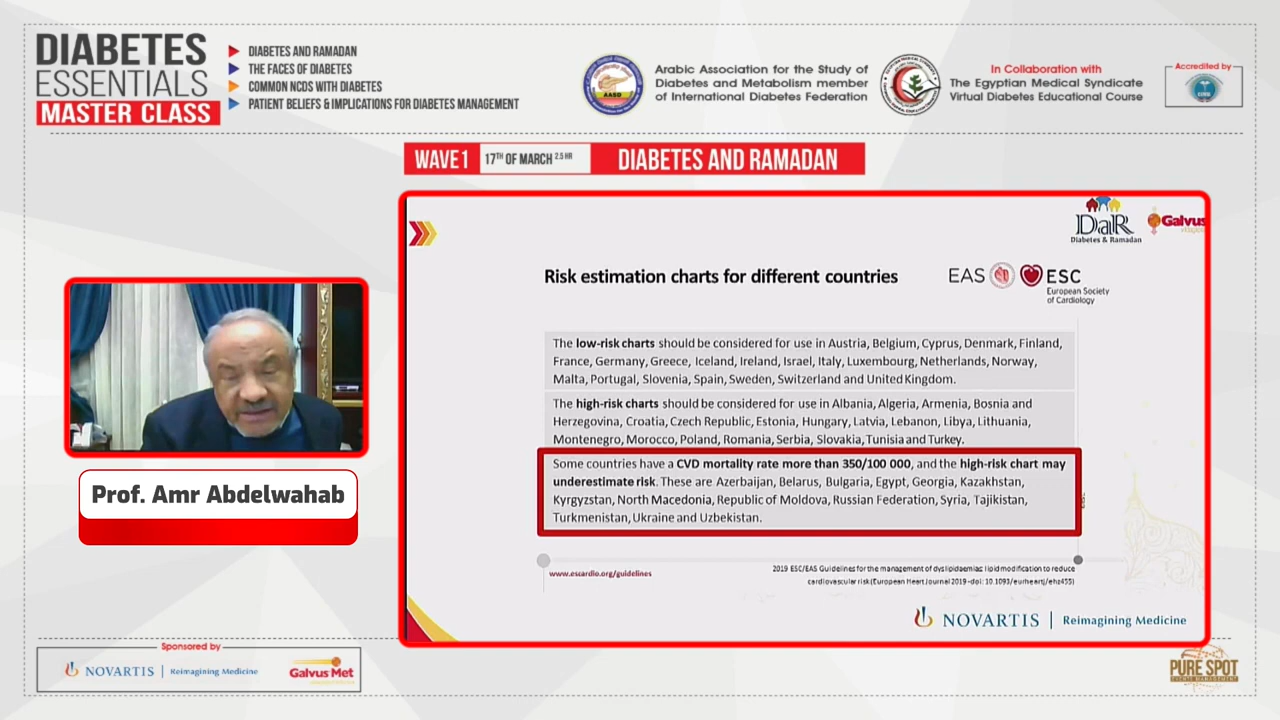 DIABETES
ESSENTIALS
MASTER CLASS
DIABETES AND RAMADAN
THE FACES OF DIABETES
COMMON NCDS WITH DIABETES
PATIENT BELIEFS & IMPLICATIONS FOR DIABETES MANAGEMENT
AASD
Arabic Association for the Study of
Diabetes and Metabolism member
of International Diabetes Federation
In Collaboration with
The Egyptian Medical Syndicate
Virtual Diabetes Educational Course
Accredited by
WAVE1
17TH OF MARCH 2.5 HR
DIABETES AND RAMADAN
DaR
Diabetes & Ramadan
Galvus
Risk estimation charts for different countries
EAS
ESC
European Society
of Cardiology
The low-risk charts should be considered for use in Austria, Belgium, Cyprus, Denmark, Finland,
France, Germany, Greece, Iceland, Ireland, Israel, Italy, Luxembourg, Netherlands, Norway,
Malta, Portugal, Slovenia, Spain, Sweden, Switzerland and United Kingdom.
The high-risk charts should be considered for use in Albania, Algeria, Armenia, Bosnia and
Herzegovina, Croatia, Czech Republic, Estonia, Hungary, Latvia, Lebanon, Libya, Lithuania,
Montenegro, Morocco, Poland, Romania, Serbia, Slovakia, Tunisia and Turkey.
Some countries have a CVD mortality rate more than 350/100 000, and the high-risk chart may
underestimate risk. These are Azerbaijan, Belarus, Bulgaria, Egypt, Georgia, Kazakhstan,
Kyrgyzstan, North Macedonia, Republic of Moldova, Russian Federation, Syria, Tajikistan,
Turkmenistan, Ukraine and Uzbekistan.
www.escardio.org/guidelines
2019 ESC/EAS Guidelines for the management of dyslipidaemias: lipid modification to reduce
cardiovascular risk (European Heart Journal 2019 -doi: 10.1093/eurheartj/ehz455)
NOVARTIS | Reimagining Medicine
Prof. Amr Abdelwahab
Sponsored by
NOVARTIS | Reimagining Medicine
Galvus Met
PURE SPOT
EVENTS MANAGEMENT